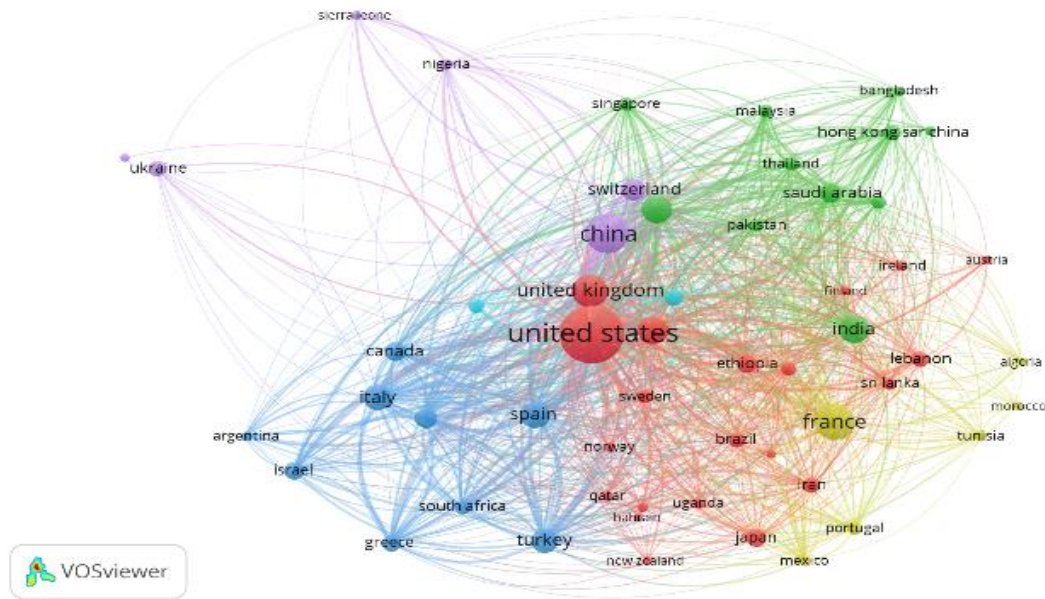 sierra leone
nigeria
ukraine
singapore
malaysia
bangladesh
hong kong sar china
thailand
switzerland
saudi arabia
pakistan
china
ireland
austria
finland
united kingdom
united states
india
canada
ethiopia
lebanon
algeria
sri lanka
italy
sweden
morocco
spain
france
argentina
norway
brazil
tunisia
israel
iran
qatar
uganda
south africa
bahrain
portugal
greece
turkey
japan
new zealand
mexico
VOSviewer